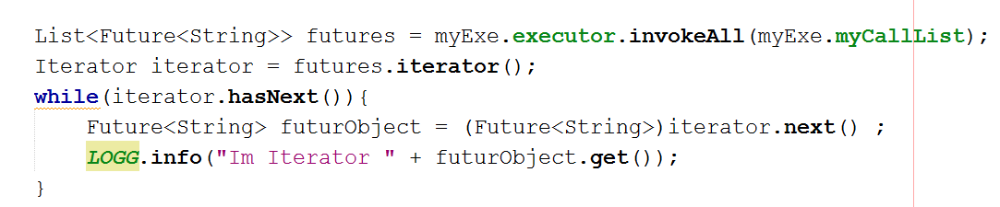 List<Future<String>> futures = myExe.executor.invokeAll(myExe.myCallList);
Iterator iterator = futures.iterator();
while(iterator.hasNext()){
    Future<String> futurObject = (Future<String>)iterator.next() ;
    LOGG.info("Im Iterator " + futurObject.get());
}